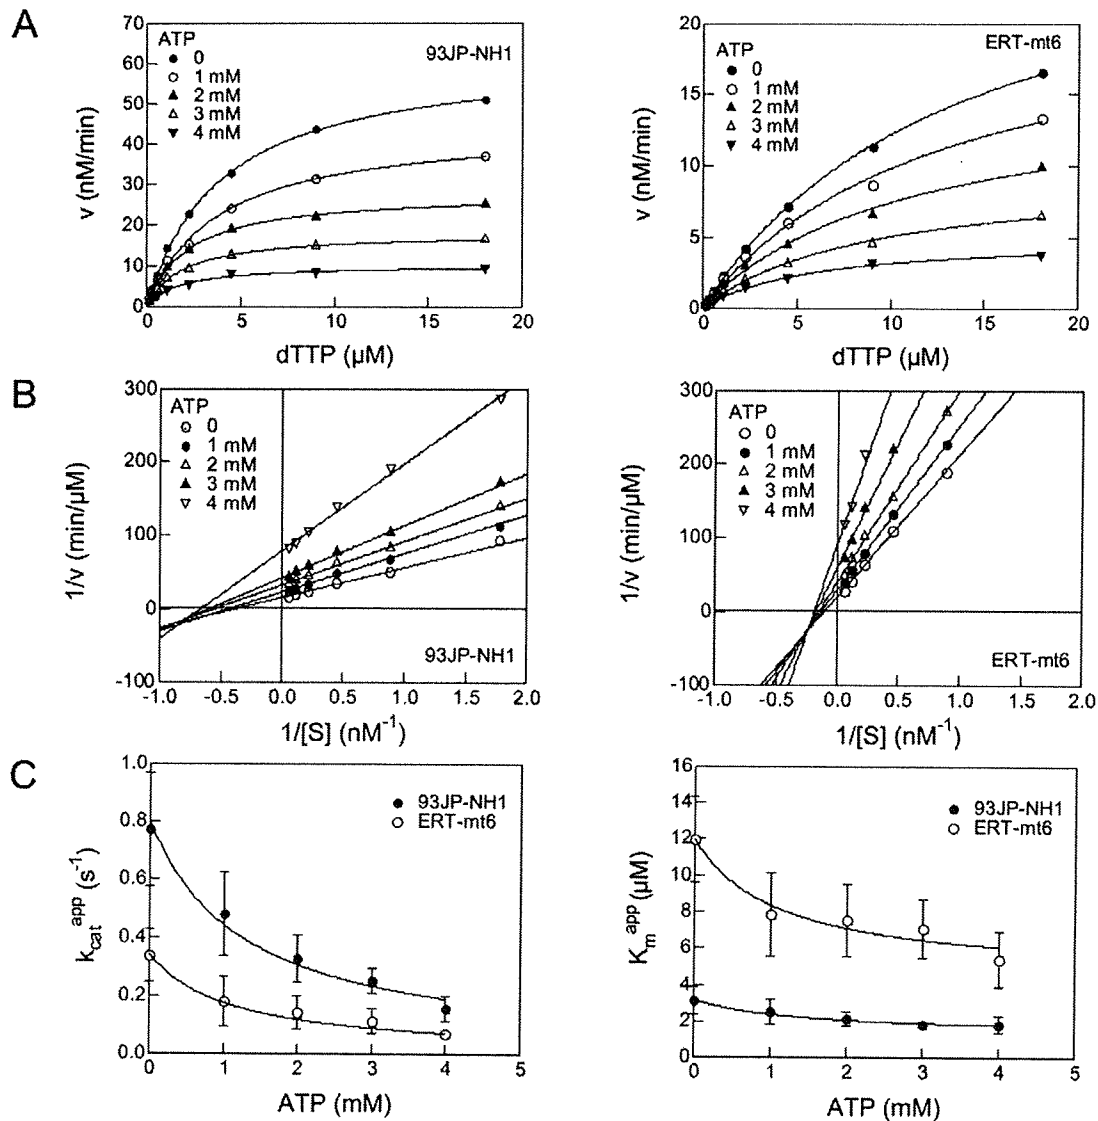 A
70
60
50
40
30
20
10
0
v (nM/min)
ATP
0
1 mM
2 mM
3 mM
4 mM
93JP-NH1
0
5
10
15
20
dTTP (µM)
20
15
10
5
0
v (nM/min)
ATP
0
1 mM
2 mM
3 mM
4 mM
ERT-mt6
0
5
10
15
20
dTTP (µM)
B
300
200
100
0
-100
1/v (min/µM)
ATP
0
1 mM
2 mM
3 mM
4 mM
93JP-NH1
-1.0
-0.5
0.0
0.5
1.0
1.5
2.0
1/[S] (nM⁻¹)
300
200
100
0
-100
1/v (min/µM)
ATP
0
1 mM
2 mM
3 mM
4 mM
ERT-mt6
-1.0
-0.5
0.0
0.5
1.0
1.5
2.0
1/[S] (nM⁻¹)
C
1.0
0.8
0.6
0.4
0.2
0.0
kcat app (s⁻¹)
93JP-NH1
ERT-mt6
0
1
2
3
4
5
ATP (mM)
16
14
12
10
8
6
4
2
0
Km app (µM)
93JP-NH1
ERT-mt6
0
1
2
3
4
5
ATP (mM)